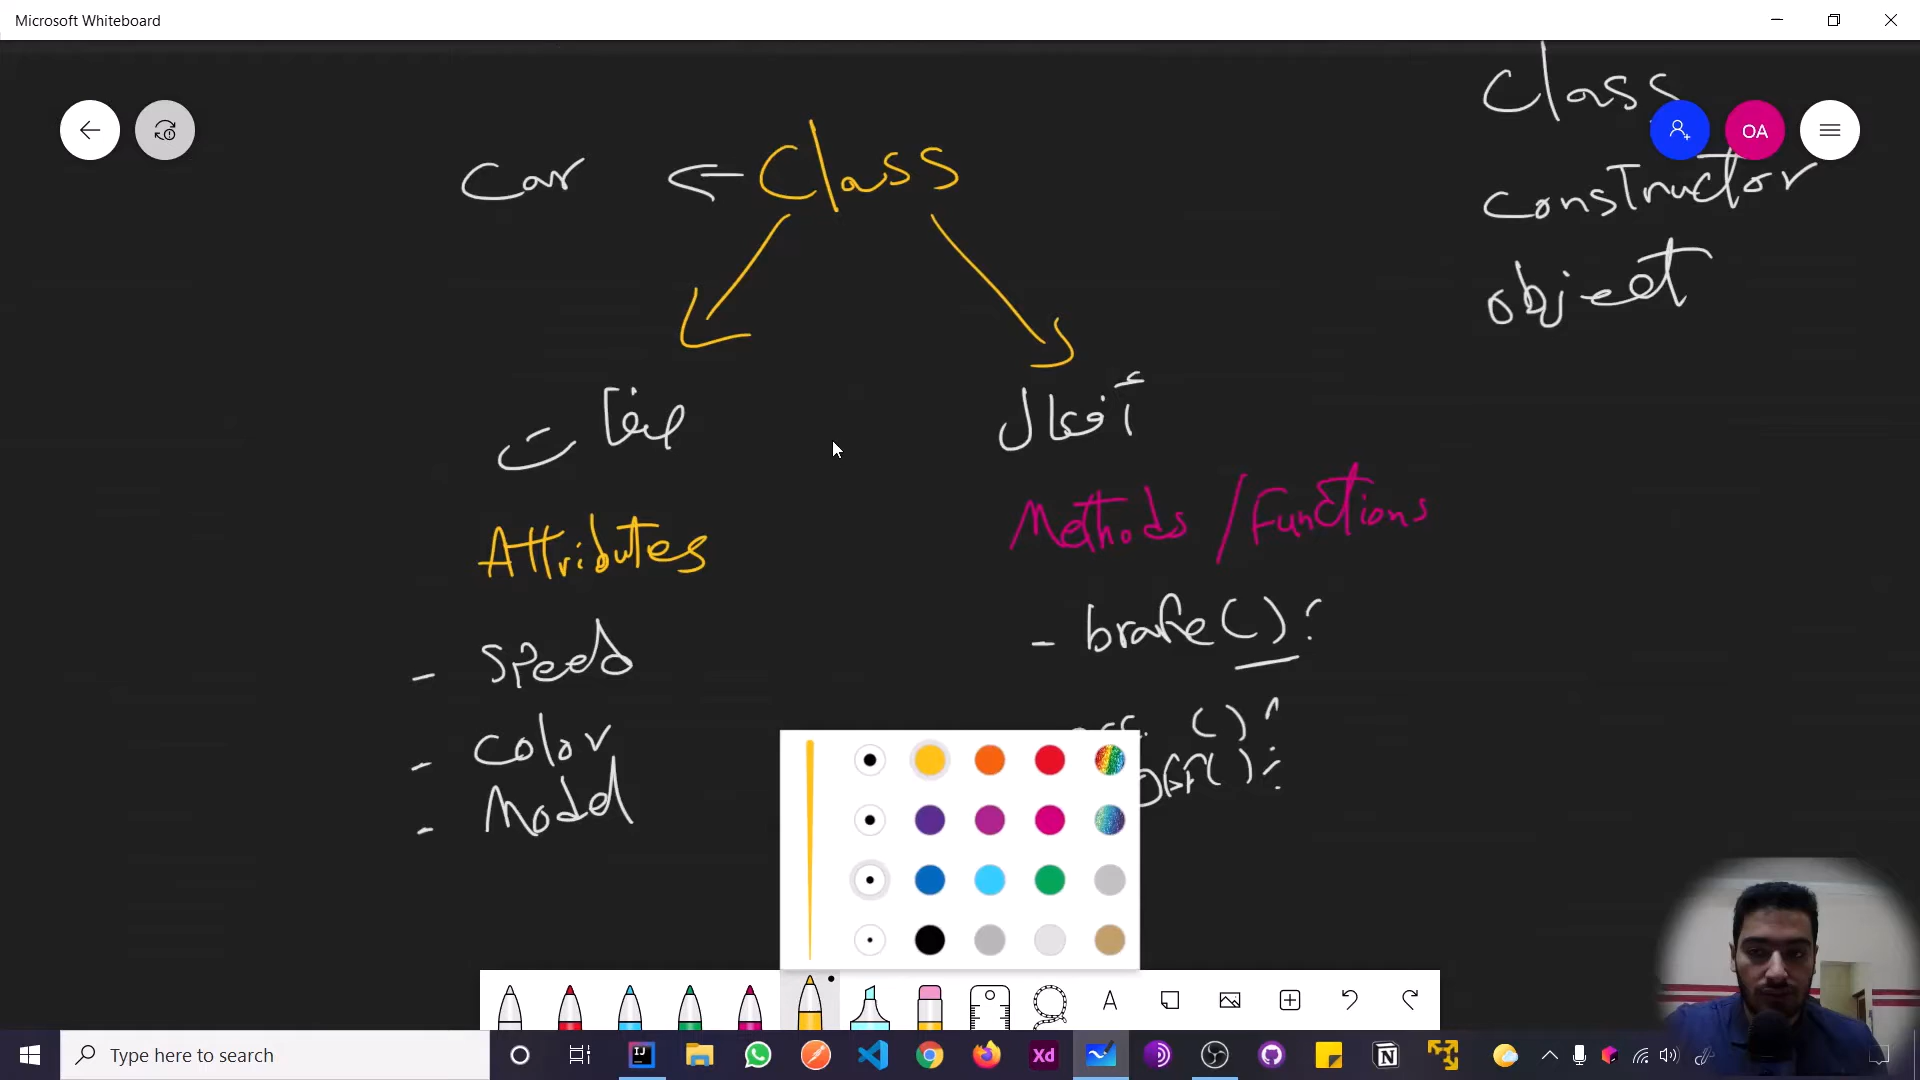 Microsoft Whiteboard
Class
OA
constructor
object
Car ← Class
صفات
أفعال
Attributes
Methods / Functions
- Speed
- Color
- Model
- brake();
Type here to search